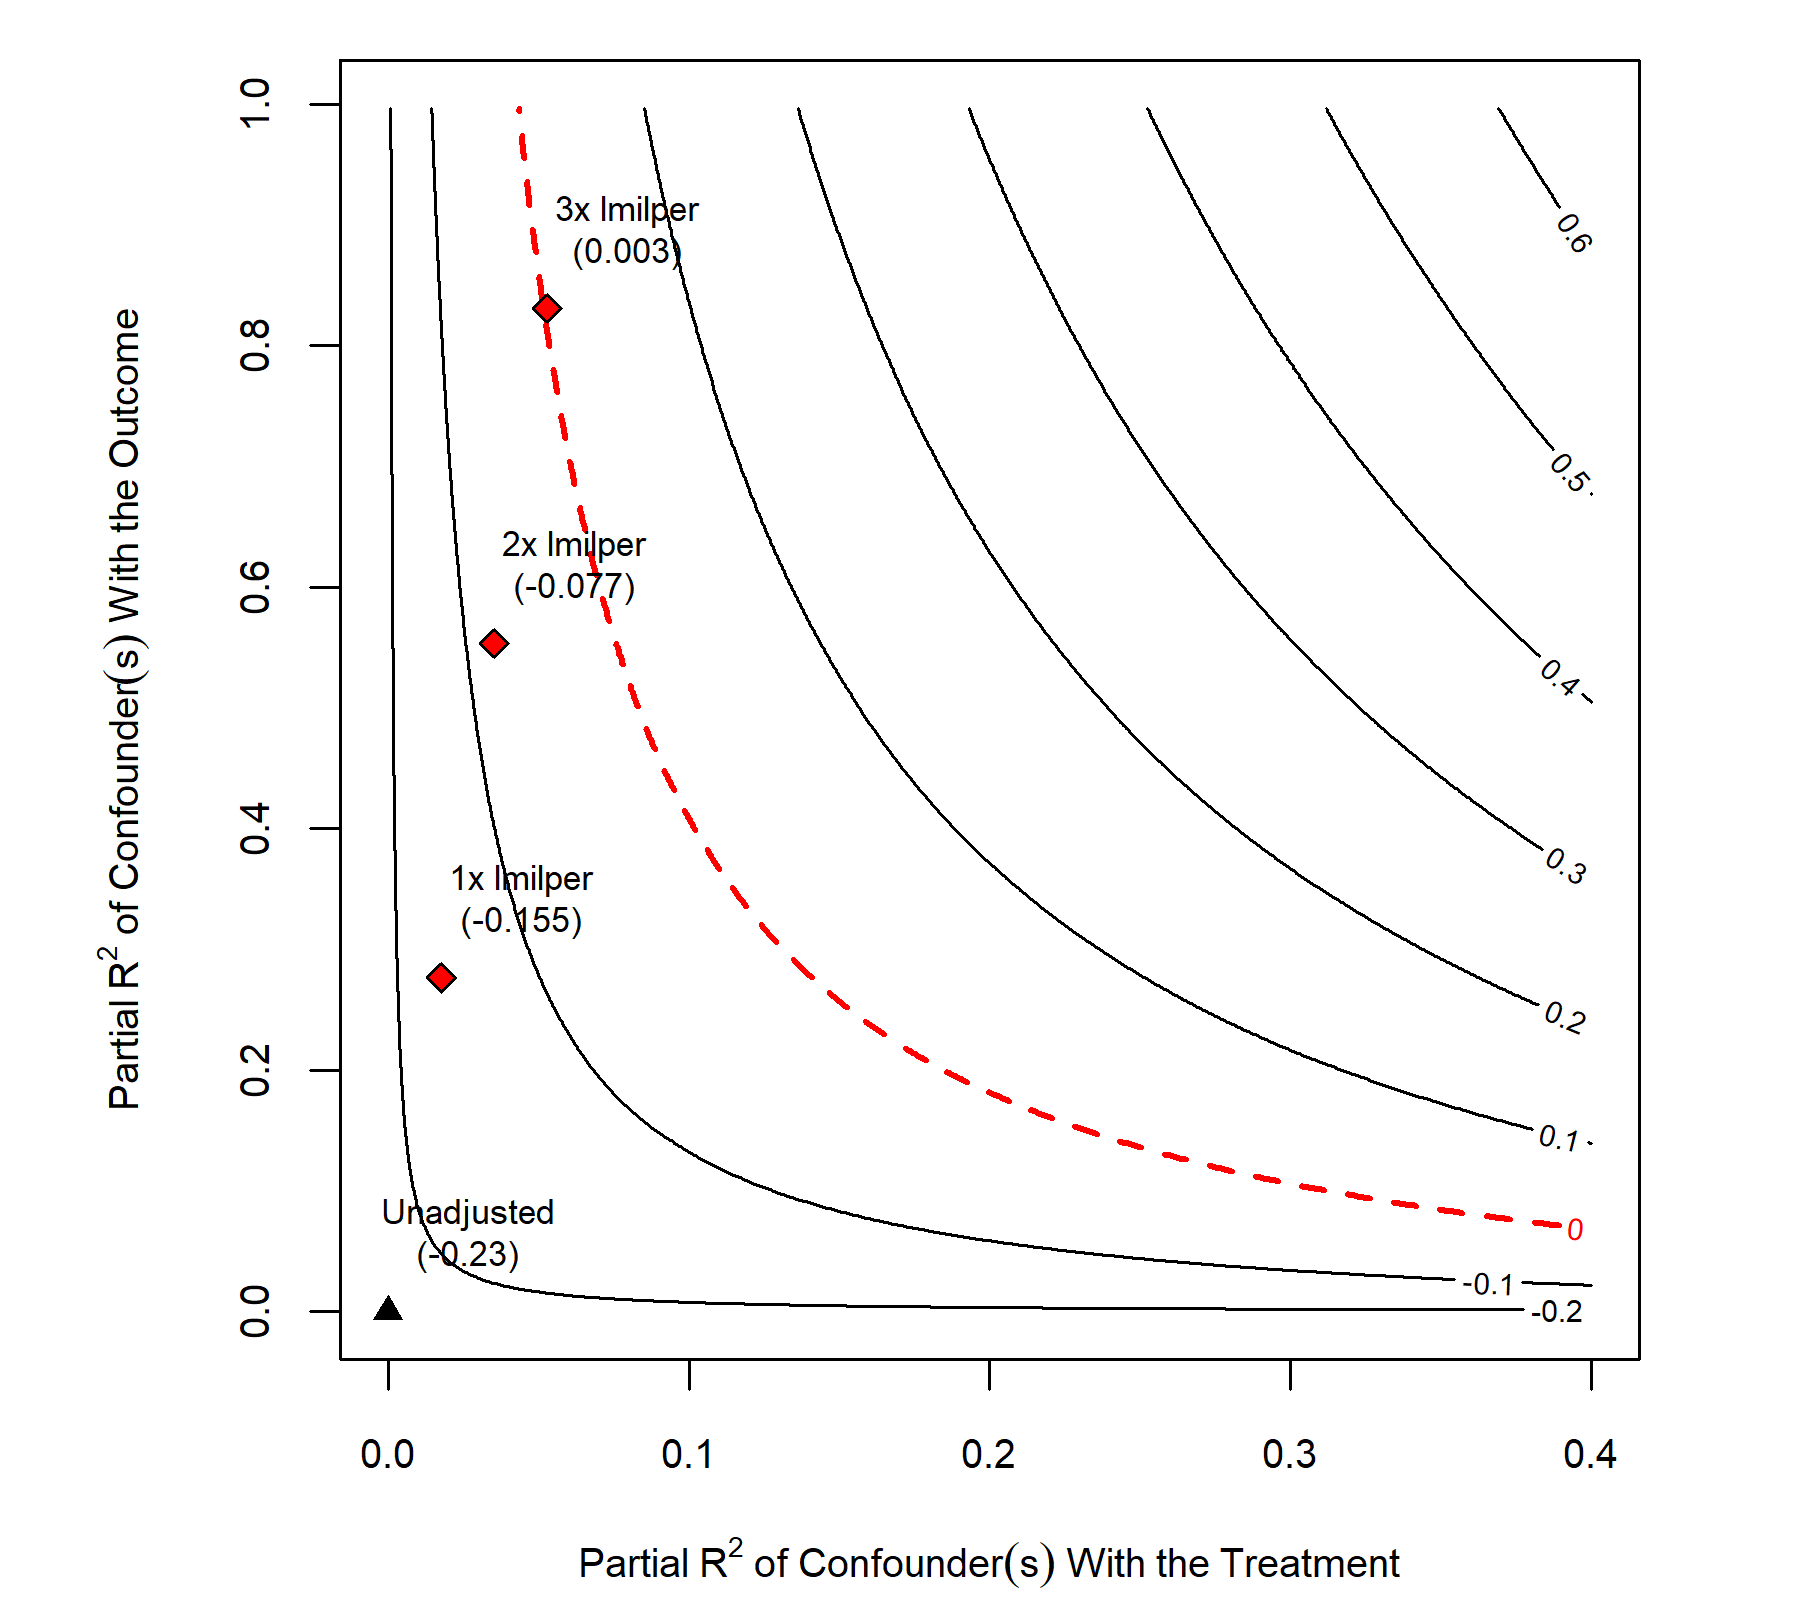 Partial R² of Confounder(s) With the Outcome
1.0
0.8
0.6
0.4
0.2
0.0
3x lmilper
(0.003)
2x lmilper
(-0.077)
1x lmilper
(-0.155)
Unadjusted
(-0.23)
0.6
0.5
0.4
0.3
0.2
0.1
0
-0.1
-0.2
0.0 0.1 0.2 0.3 0.4
Partial R² of Confounder(s) With the Treatment